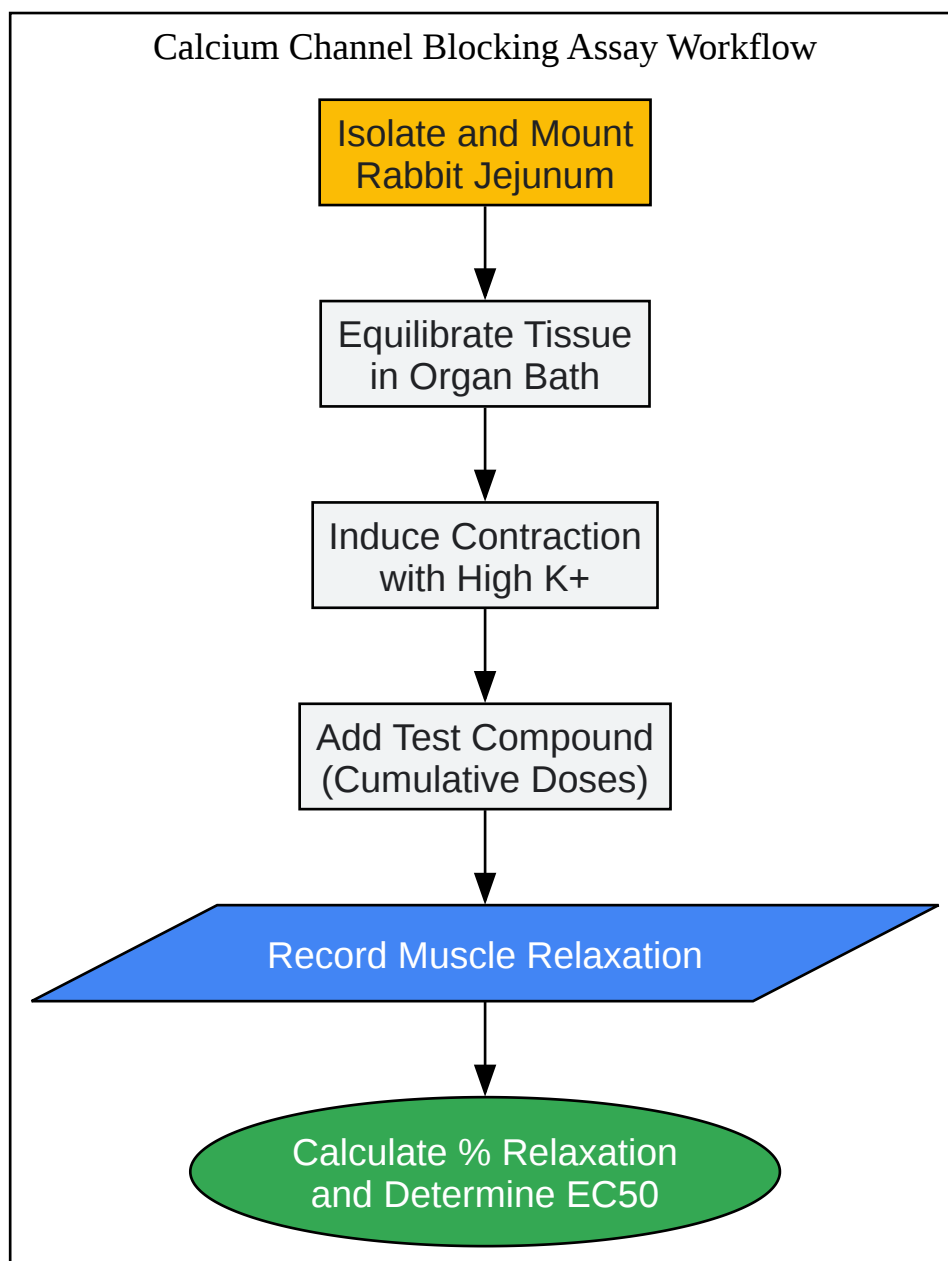 Calcium Channel Blocking Assay Workflow
Isolate and Mount
Rabbit Jejunum
Equilibrate Tissue
in Organ Bath
Induce Contraction
with High K+
Add Test Compound
(Cumulative Doses)
Record Muscle Relaxation
Calculate % Relaxation
and Determine EC50